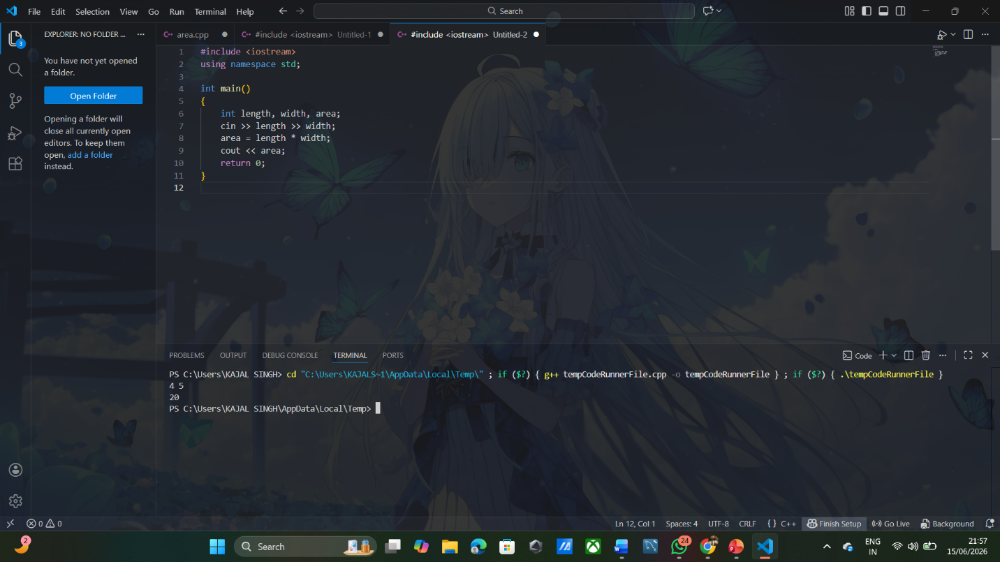 File Edit Selection View Go Run Terminal Help
Search
EXPLORER: NO FOLDER ...
3
You have not yet opened
a folder.
Open Folder
Opening a folder will
close all currently open
editors. To keep them
open, add a folder
instead.
area.cpp
#include <iostream> Untitled-1
#include <iostream> Untitled-2
1 #include <iostream>
2 using namespace std;
3
4 int main()
5 {
6 int length, width, area;
7 cin >> length >> width;
8 area = length * width;
9 cout << area;
10 return 0;
11 }
12
PROBLEMS OUTPUT DEBUG CONSOLE TERMINAL PORTS
Code
PS C:\Users\KAJAL SINGH> cd "C:\Users\KAJALS~1\AppData\Local\Temp\" ; if ($?) { g++ tempCodeRunnerFile.cpp -o tempCodeRunnerFile } ; if ($?) { .\tempCodeRunnerFile }
4 5
20
PS C:\Users\KAJAL SINGH\AppData\Local\Temp>
0 0
Ln 12, Col 1 Spaces: 4 UTF-8 CRLF {} C++ Finish Setup Go Live Background
2
Search
24
ENG
IN
21:57
15/06/2026